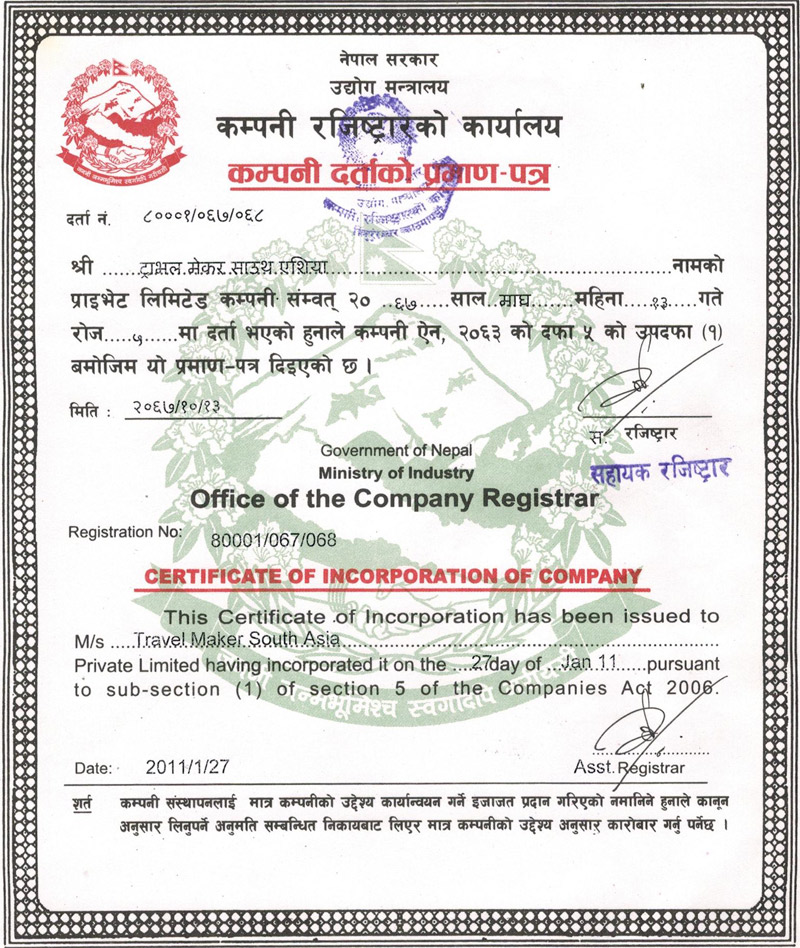 नेपाल सरकार
उद्योग मन्त्रालय
कम्पनी रजिष्ट्रारको कार्यालय
कम्पनी दर्ताको प्रमाण-पत्र
दर्ता नं. ८०००१/०६७/०६८
श्री ......ट्राभल मेकर साउथ एशिया......नामको
प्राइभेट लिमिटेड कम्पनी संम्वत् २० ..६७.....साल..माघ.......महिना....१३....गते
रोज.....५.....मा दर्ता भएको हुनाले कम्पनी ऐन, २०६३ को दफा ५ को उपदफा (१)
बमोजिम यो प्रमाण-पत्र दिइएको छ ।
मिति : २०६७/१०/१३
स. रजिष्ट्रार
सहायक रजिष्ट्रार
Government of Nepal
Ministry of Industry
Office of the Company Registrar
Registration No: 80001/067/068
CERTIFICATE OF INCORPORATION OF COMPANY
This Certificate of Incorporation has been issued to
M/s ....Travel Maker South Asia......
Private Limited having incorporated it on the ....27day of...Jan 11.....pursuant
to sub-section (1) of section 5 of the Companies Act 2006.
Date: 2011/1/27
Asst. Registrar
शर्त कम्पनी संस्थापनलाई मात्र कम्पनीको उद्देश्य कार्यान्वयन गर्ने इजाजत प्रदान गरिएको नमानिने हुनाले कानून
अनुसार लिनुपर्ने अनुमति सम्बन्धित निकायबाट लिएर मात्र कम्पनीको उद्देश्य अनुसार कारोबार गर्नु पर्नेछ ।